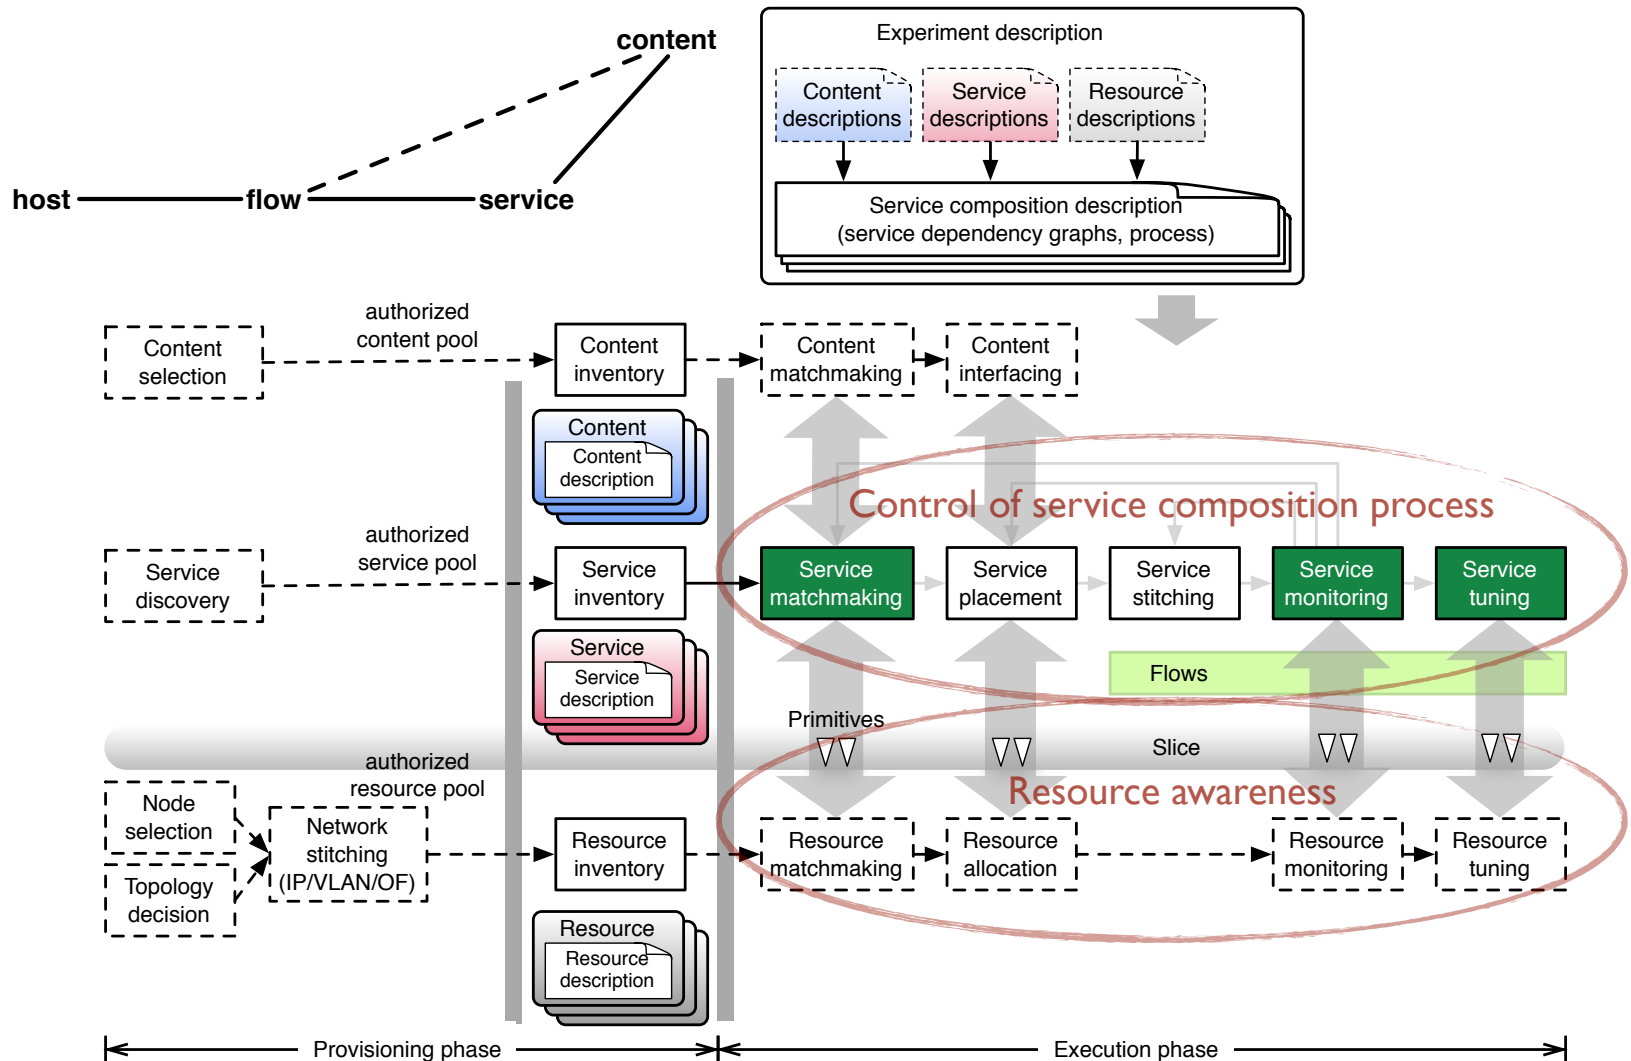 content
host
flow
service
Experiment description
Content
descriptions
Service
descriptions
Resource
descriptions
Service composition description
(service dependency graphs, process)
Content
selection
authorized
content pool
Content
inventory
Content
matchmaking
Content
interfacing
Content
Content
description
Control of service composition process
Service
discovery
authorized
service pool
Service
inventory
Service
matchmaking
Service
placement
Service
stitching
Service
monitoring
Service
tuning
Service
Service
description
Flows
Primitives
Slice
authorized
resource pool
Resource awareness
Node
selection
Topology
decision
Network
stitching
(IP/VLAN/OF)
Resource
inventory
Resource
matchmaking
Resource
allocation
Resource
monitoring
Resource
tuning
Resource
Resource
description
Provisioning phase
Execution phase